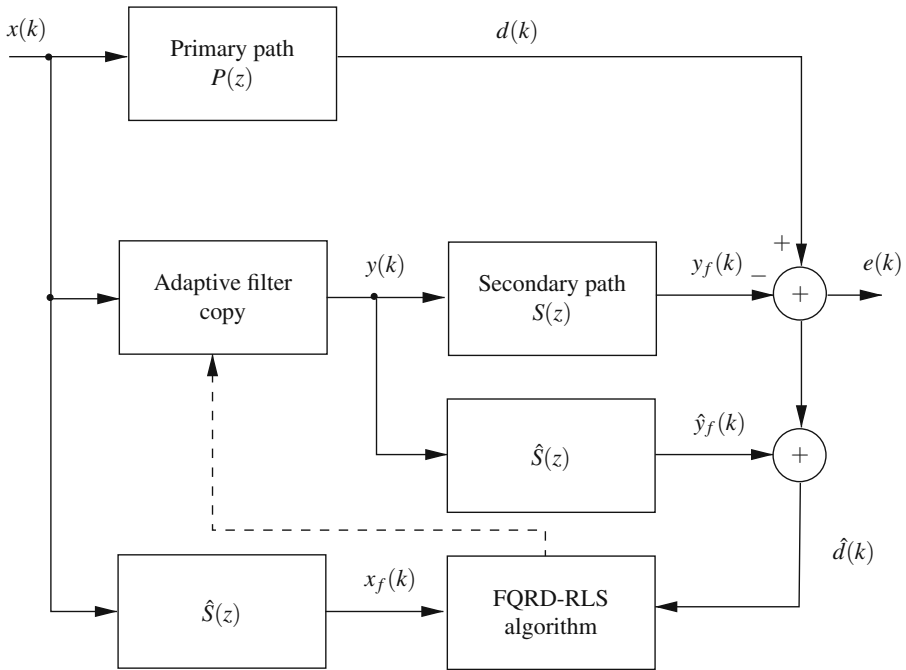 x(k)
Primary path
P(z)
d(k)
Adaptive filter
copy
y(k)
Secondary path
S(z)
y_f(k)
+
−
+
e(k)
Ŝ(z)
ŷ_f(k)
+
Ŝ(z)
x_f(k)
FQRD-RLS
algorithm
d̂(k)